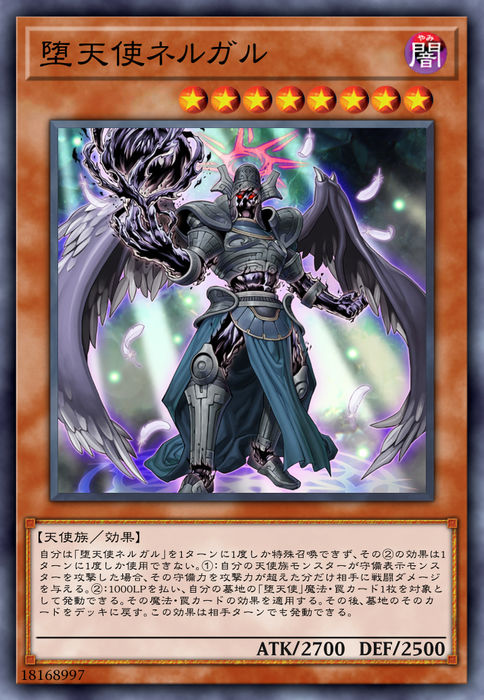 堕天使ネルガル
やみ
闇
【天使族／効果】
自分は「堕天使ネルガル」を1ターンに1度しか特殊召喚できず、その②の効果は1
ターンに1度しか使用できない。①：自分の天使族モンスターが守備表示モン
スターを攻撃した場合、その守備力を攻撃力が超えた分だけ相手に戦闘ダメージ
を与える。②：1000LPを払い、自分の墓地の「堕天使」魔法・罠カード1枚を対象と
して発動できる。その魔法・罠カードの効果を適用する。その後、墓地のそのカ
ードをデッキに戻す。この効果は相手ターンでも発動できる。
ATK/2700 DEF/2500
18168997